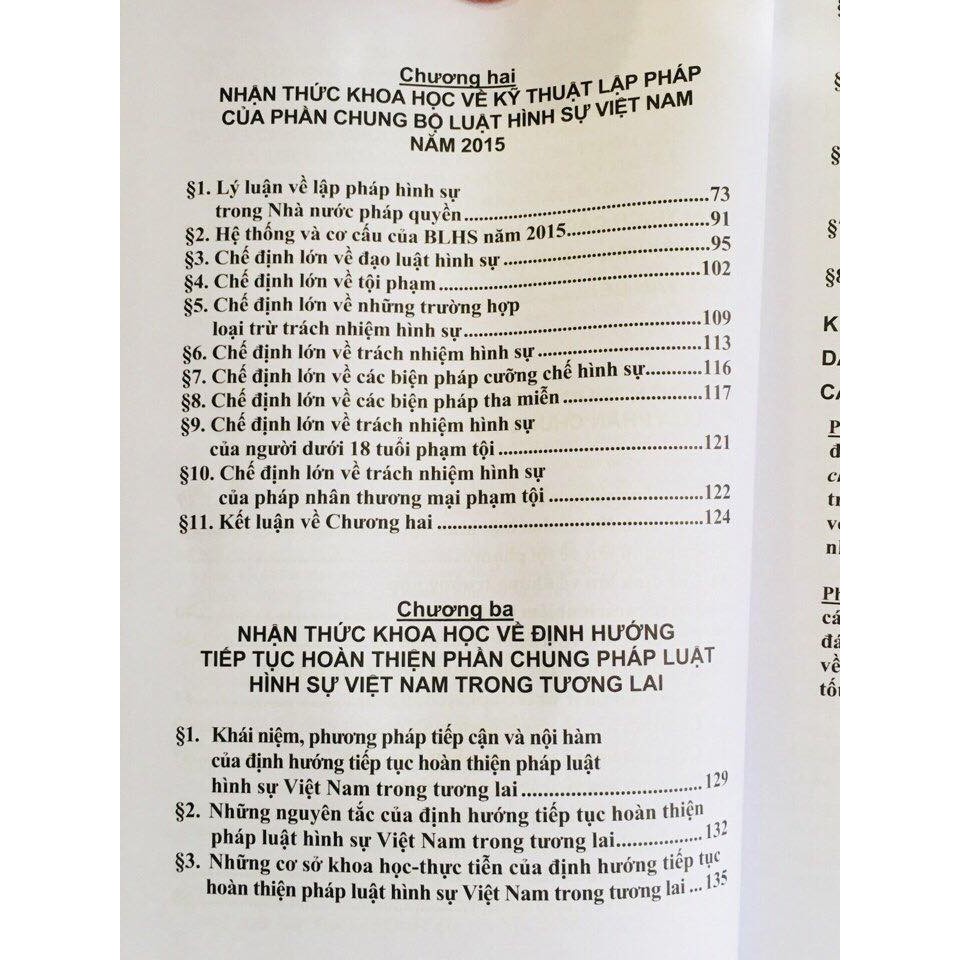 Chương hai
NHẬN THỨC KHOA HỌC VỀ KỸ THUẬT LẬP PHÁP
CỦA PHẦN CHUNG BỘ LUẬT HÌNH SỰ VIỆT NAM
NĂM 2015
§1. Lý luận về lập pháp hình sự
trong Nhà nước pháp quyền..........73
§2. Hệ thống và cơ cấu của BLHS năm 2015..........91
§3. Chế định lớn về đạo luật hình sự..........95
§4. Chế định lớn về tội phạm..........102
§5. Chế định lớn về những trường hợp
loại trừ trách nhiệm hình sự..........109
§6. Chế định lớn về trách nhiệm hình sự..........113
§7. Chế định lớn về các biện pháp cưỡng chế hình sự..........116
§8. Chế định lớn về các biện pháp tha miễn..........117
§9. Chế định lớn về trách nhiệm hình sự
của người dưới 18 tuổi phạm tội..........121
§10. Chế định lớn về trách nhiệm hình sự
của pháp nhân thương mại phạm tội..........122
§11. Kết luận về Chương hai..........124
Chương ba
NHẬN THỨC KHOA HỌC VỀ ĐỊNH HƯỚNG
TIẾP TỤC HOÀN THIỆN PHẦN CHUNG PHÁP LUẬT
HÌNH SỰ VIỆT NAM TRONG TƯƠNG LAI
§1. Khái niệm, phương pháp tiếp cận và nội hàm
của định hướng tiếp tục hoàn thiện pháp luật
hình sự Việt Nam trong tương lai..........129
§2. Những nguyên tắc của định hướng tiếp tục hoàn thiện
pháp luật hình sự Việt Nam trong tương lai..........132
§3. Những cơ sở khoa học-thực tiễn của định hướng tiếp tục
hoàn thiện pháp luật hình sự Việt Nam trong tương lai...135